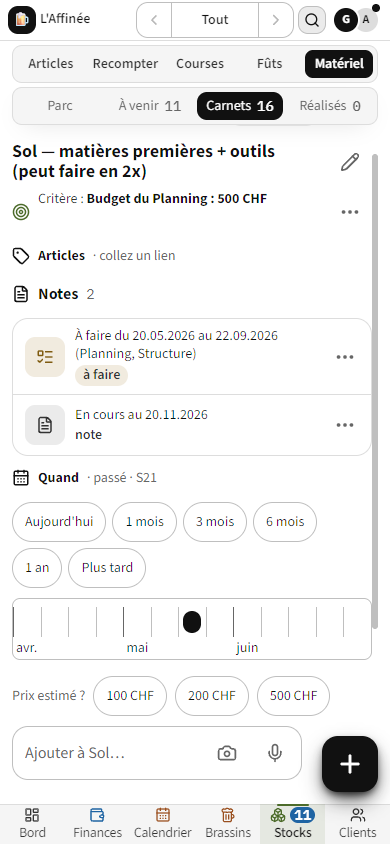 L'Affinée
Tout
G
A
Articles
Recompter
Courses
Fûts
Matériel
Parc
À venir 11
Carnets 16
Réalisés 0
Sol — matières premières + outils
(peut faire en 2x)
Critère : Budget du Planning : 500 CHF
Articles · collez un lien
Notes 2
À faire du 20.05.2026 au 22.09.2026
(Planning, Structure)
à faire
En cours au 20.11.2026
note
Quand · passé · S21
Aujourd'hui
1 mois
3 mois
6 mois
1 an
Plus tard
avr.
mai
juin
Prix estimé ?
100 CHF
200 CHF
500 CHF
Ajouter à Sol…
11
Bord
Finances
Calendrier
Brassins
Stocks
Clients